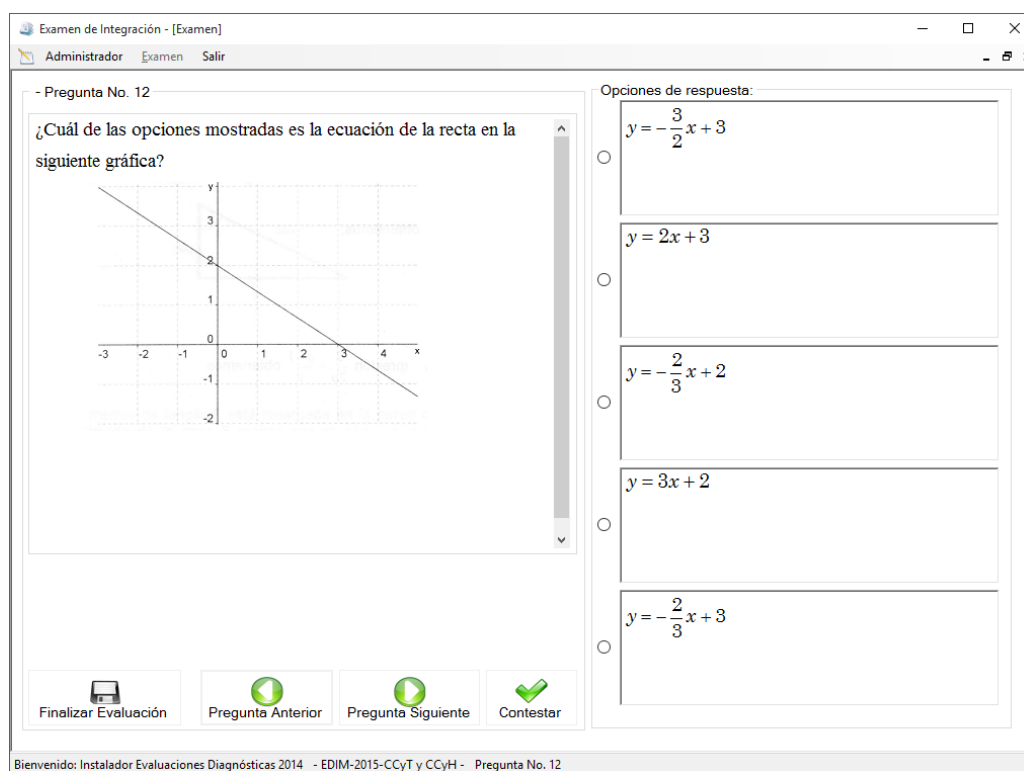 Examen de Integración - [Examen]
Administrador Examen Salir
- Pregunta No. 12
¿Cuál de las opciones mostradas es la ecuación de la recta en la
siguiente gráfica?
y
3
2
1
0
-3 -2 -1 0 1 2 3 4 x
-1
-2
Finalizar Evaluación
Pregunta Anterior
Pregunta Siguiente
Contestar
Opciones de respuesta:
y = -3/2 x + 3
y = 2x + 3
y = -2/3 x + 2
y = 3x + 2
y = -2/3 x + 3
Bienvenido: Instalador Evaluaciones Diagnósticas 2014 - EDIM-2015-CCyT y CCyH - Pregunta No. 12